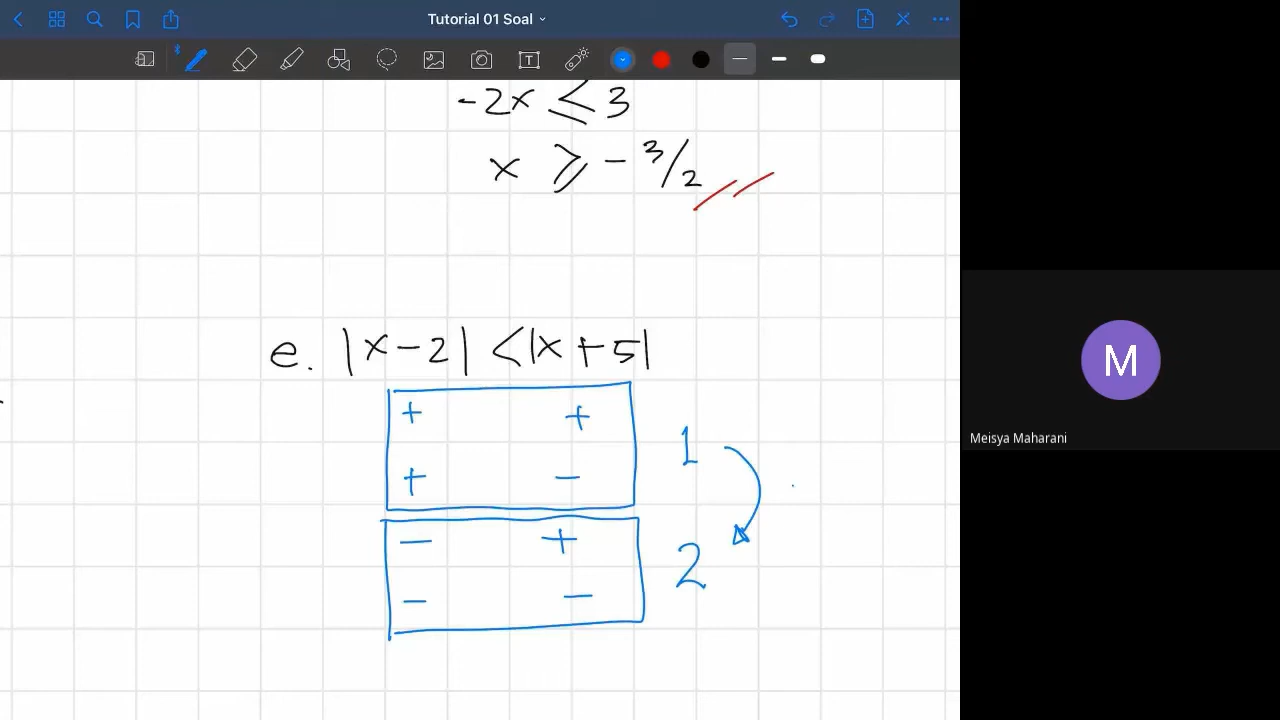 Tutorial 01 Soal
T
-2x ≤ 3
x ≥ - 3/2
e. |x-2| < |x+5|
+ +
1
+ -
- +
2
- -
M
Meisya Maharani